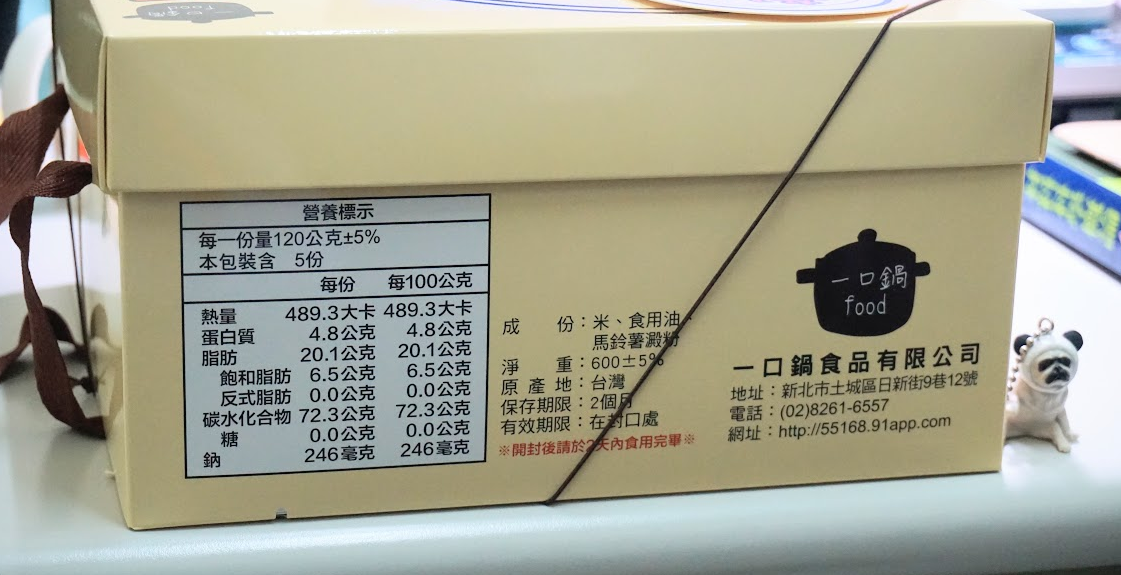 food
營養標示
每一份量120公克±5%
本包裝含 5份
每份 每100公克
熱量 489.3大卡 489.3大卡
蛋白質 4.8公克 4.8公克
脂肪 20.1公克 20.1公克
飽和脂肪 6.5公克 6.5公克
反式脂肪 0.0公克 0.0公克
碳水化合物 72.3公克 72.3公克
糖 0.0公克 0.0公克
鈉 246毫克 246毫克
成 份：米、食用油、
馬鈴薯澱粉
淨 重：600±5%
原 產 地：台灣
保存期限：2個月
有效期限：在封口處
※開封後請於2天內食用完畢※
一口鍋
food
一口鍋食品有限公司
地址：新北市土城區日新街9巷12號
電話：(02)8261-6557
網址：http://55168.91app.com